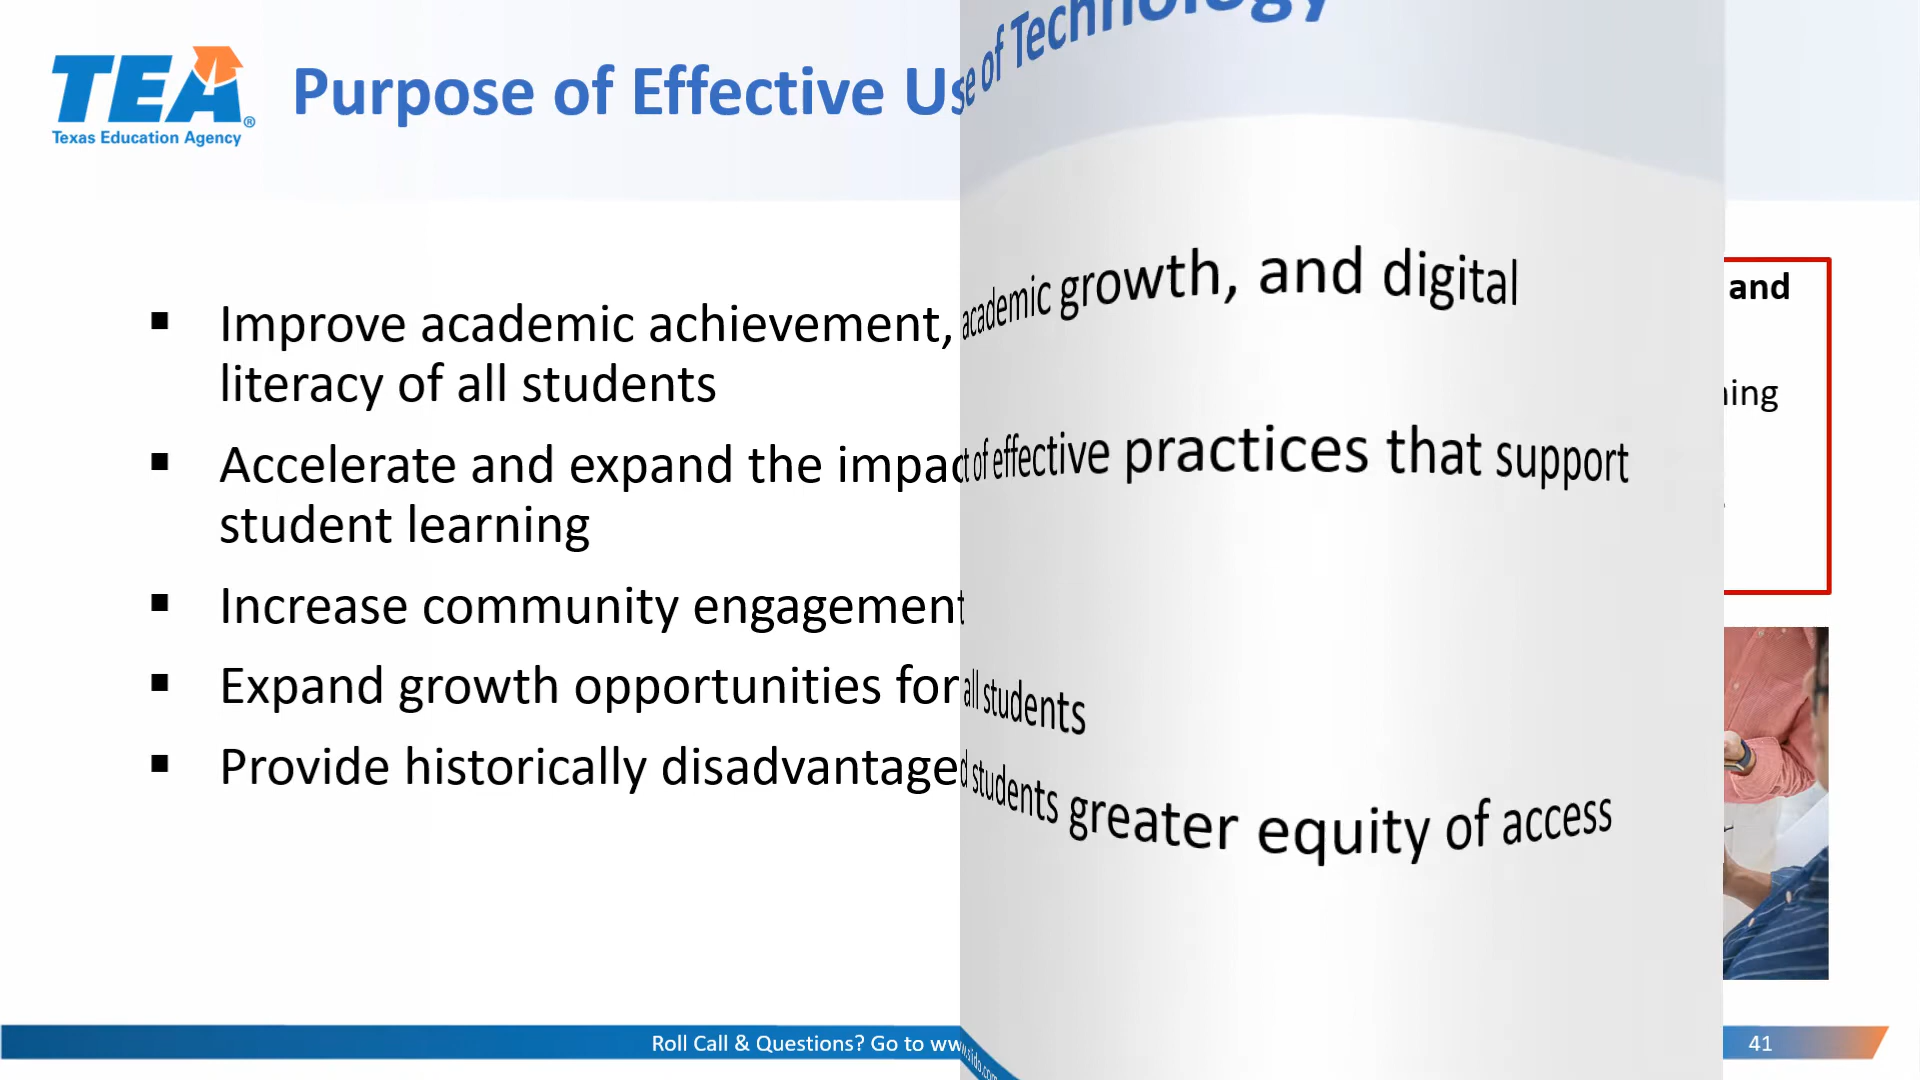 TEA®
Texas Education Agency
Purpose of Effective Use of Technology
▪ Improve academic achievement, academic growth, and digital
literacy of all students
▪ Accelerate and expand the impact of effective practices that support
student learning
▪ Increase community engagement
▪ Expand growth opportunities for all students
▪ Provide historically disadvantaged students greater equity of access
and
Roll Call & Questions? Go to www.slido.com
41